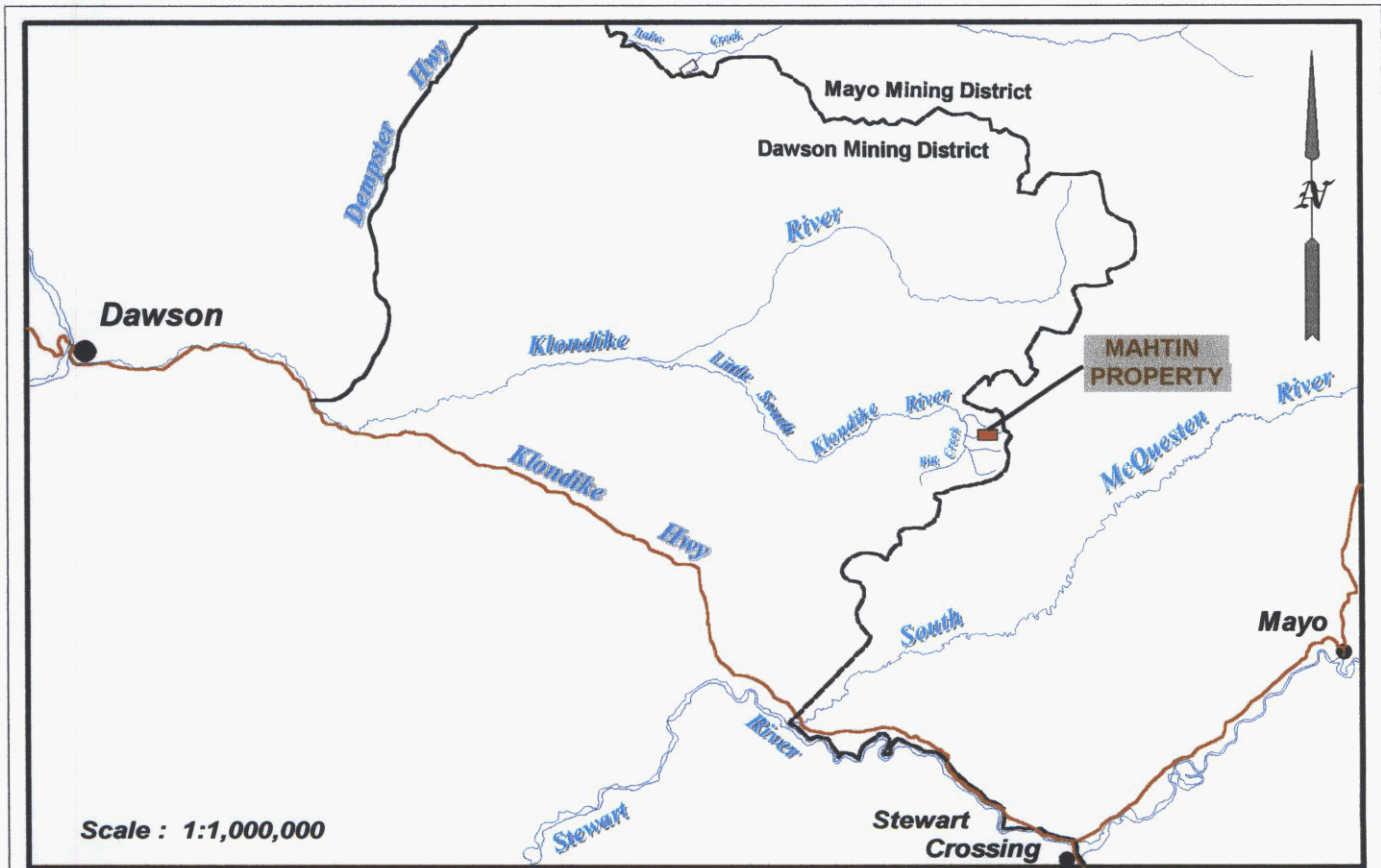 Creek
Hwy
Dempster
Mayo Mining District
Dawson Mining District
N
River
Dawson
Klondike
Little
South
Klondike River
MAHTIN
PROPERTY
River
McQuesten
Big Creek
Klondike
Hwy
South
Mayo
River
Stewart
Stewart
Crossing
Scale : 1:1,000,000